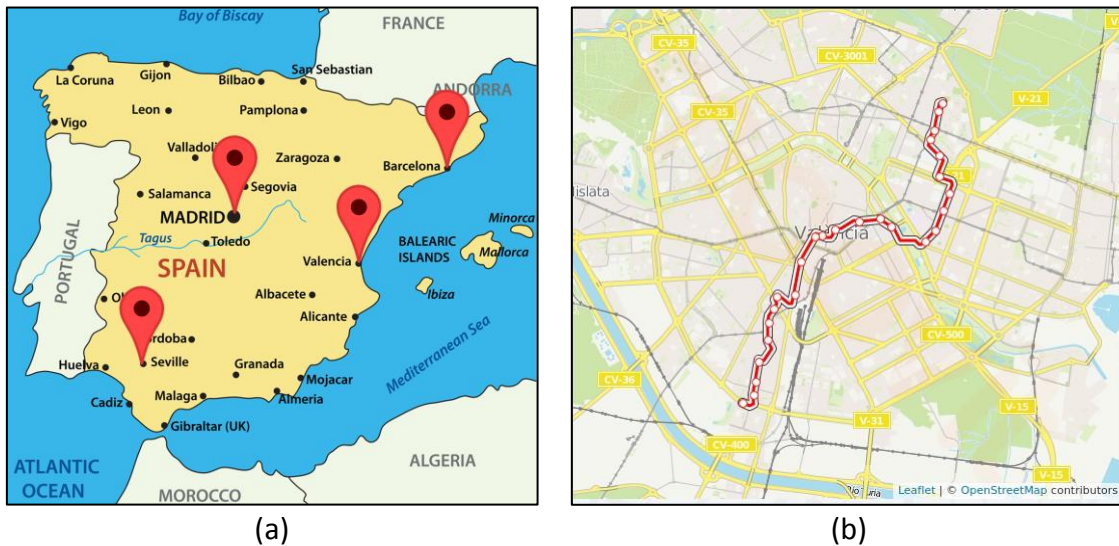 Bay of Biscay
FRANCE
La Coruna
Gijon
Bilbao
San Sebastian
ANDORRA
Leon
Pamplona
Vigo
Valladoli
Zaragoza
Barcelona
Salamanca
Segovia
MADRID
Minorca
Mallorca
Tagus
Toledo
BALEARIC
ISLANDS
SPAIN
Valencia
PORTUGAL
Ibiza
Albacete
Alicante
Mediterranean Sea
ordoba
Huelva
Seville
Granada
Mojacar
Cadiz
Malaga
Almeria
Gibraltar (UK)
ATLANTIC
OCEAN
ALGERIA
MOROCCO
(a)
CV-35
CV-3001
V-21
CV-35
islata
València
CV-500
CV-36
V-31
V-15
CV-400
V-15
Leaflet | © OpenStreetMap contributors
(b)